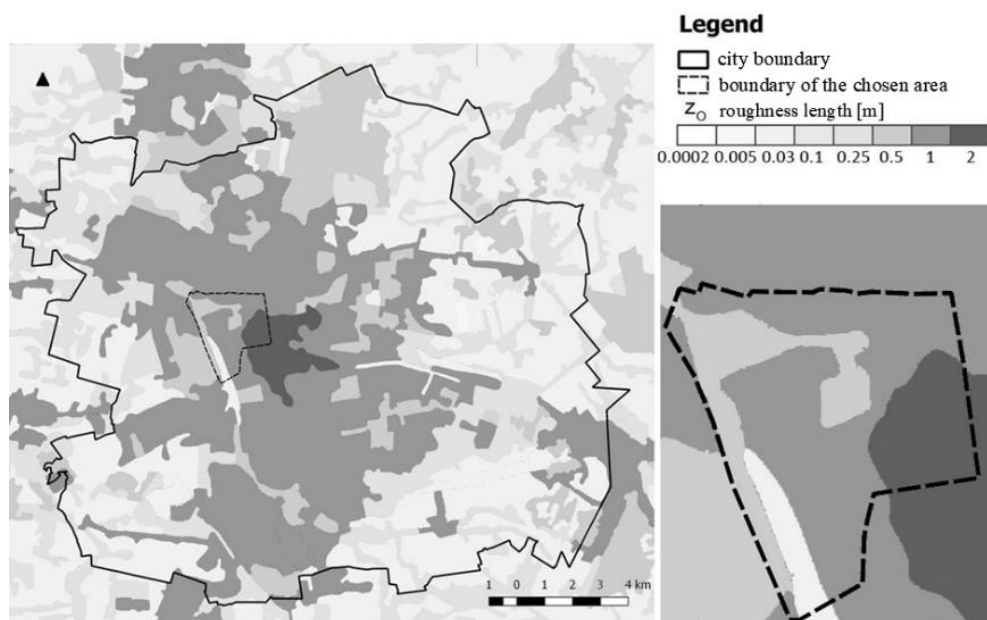 Legend
city boundary
boundary of the chosen area
Z₀ roughness length [m]
0.0002 0.005 0.03 0.1 0.25 0.5 1 2
1 0 1 2 3 4 km